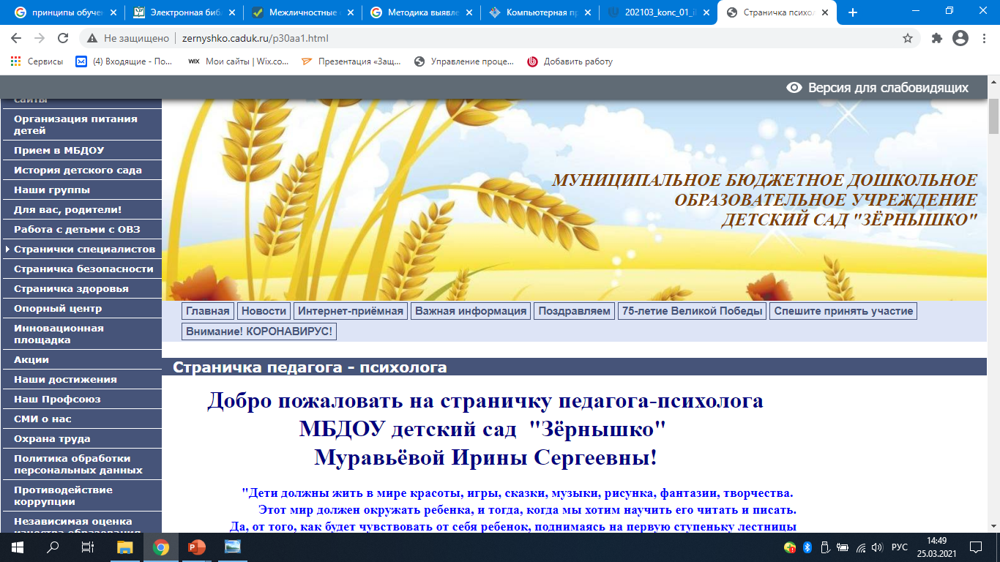 принципы обуче
Электронная биб
Межличностные
Методика выявле
Компьютерная пр
202103_konc_01_i
Страничка психол
Не защищено
zernyshko.caduk.ru/p30aa1.html
Сервисы
(4) Входящие - По...
WIX
Мои сайты | Wix.co...
Презентация «Защ...
Управление проце...
Добавить работу
Версия для слабовидящих
сайты
Организация питания
детей
Прием в МБДОУ
История детского сада
Наши группы
Для вас, родители!
Работа с детьми с ОВЗ
Странички специалистов
Страничка безопасности
Страничка здоровья
Опорный центр
Инновационная
площадка
Акции
Наши достижения
Наш Профсоюз
СМИ о нас
Охрана труда
Политика обработки
персональных данных
Противодействие
коррупции
Независимая оценка
качества образования
МУНИЦИПАЛЬНОЕ БЮДЖЕТНОЕ ДОШКОЛЬНОЕ
ОБРАЗОВАТЕЛЬНОЕ УЧРЕЖДЕНИЕ
ДЕТСКИЙ САД "ЗЁРНЫШКО"
Главная Новости Интернет-приёмная Важная информация Поздравляем 75-летие Великой Победы Спешите принять участие
Внимание! КОРОНАВИРУС!
Страничка педагога - психолога
Добро пожаловать на страничку педагога-психолога
МБДОУ детский сад "Зёрнышко"
Муравьёвой Ирины Сергеевны!
"Дети должны жить в мире красоты, игры, сказки, музыки, рисунка, фантазии, творчества.
Этот мир должен окружать ребенка, и тогда, когда мы хотим научить его читать и писать.
Да, от того, как будет чувствовать от себя ребенок, поднимаясь на первую ступеньку лестницы
РУС
14:49
25.03.2021